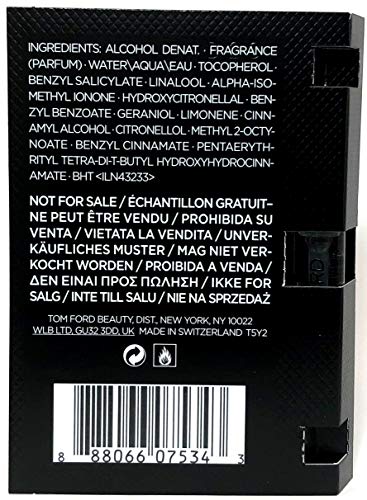 INGREDIENTS: ALCOHOL DENAT. · FRAGRANCE
(PARFUM) · WATER\AQUA\EAU · TOCOPHEROL ·
BENZYL SALICYLATE · LINALOOL · ALPHA-ISO-
METHYL IONONE · HYDROXYCITRONELLAL · BEN-
ZYL BENZOATE · GERANIOL · LIMONENE · CINN-
AMYL ALCOHOL · CITRONELLOL · METHYL 2-OCTY-
NOATE · BENZYL CINNAMATE · PENTAERYTH-
RITYL TETRA-DI-T-BUTYL HYDROXYHYDROCINN-
AMATE · BHT <ILN43233>
NOT FOR SALE / ÉCHANTILLON GRATUIT–
NE PEUT ÊTRE VENDU / PROHIBIDA SU
VENTA / VIETATA LA VENDITA / UNVER-
KÄUFLICHES MUSTER / MAG NIET VER-
KOCHT WORDEN / PROIBIDA A VENDA /
ΔΕΝ ΕΙΝΑΙ ΠΡΟΣ ΠΩΛΗΣΗ / IKKE FOR
SALG / INTE TILL SALU / NIE NA SPRZEDAŻ
TOM FORD BEAUTY, DIST., NEW YORK, NY 10022
WLB LTD. GU32 3DD, UK MADE IN SWITZERLAND T5Y2
8 88066 07534 3